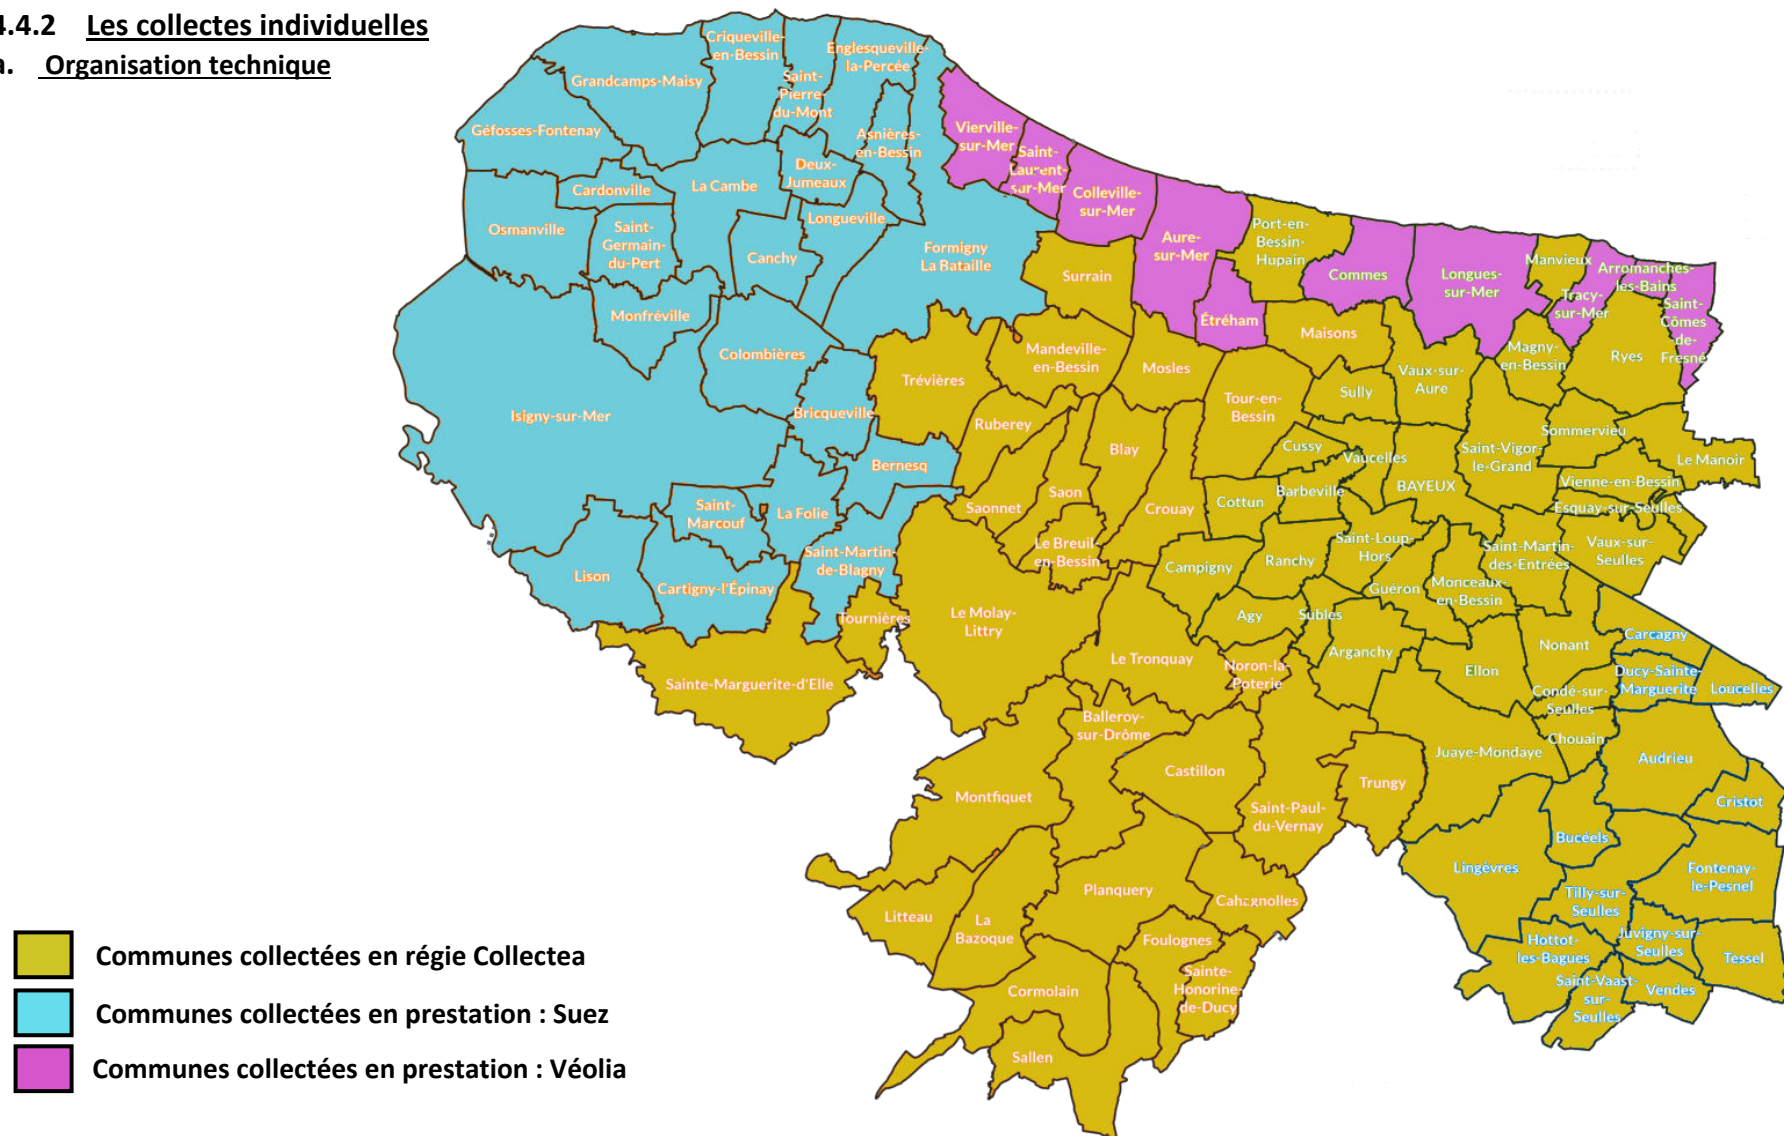 4.4.2 Les collectes individuelles
a. Organisation technique
Criqueville-
en-Bessin
Englesqueville-
la-Percée
Grandcamps-Maisy
Saint-
Pierre-
du-Mont
Géfosses-Fontenay
Asnières-
en-Bessin
Vierville-
sur-Mer
Saint-
Laurent-
sur-Mer
Deux-
Jumeaux
La Cambe
Cardonville
Colleville-
sur-Mer
Osmanville
Saint-
Germain-
du-Pert
Longueville
Canchy
Formigny
La Bataille
Aure-
sur-Mer
Port-en-
Bessin-
Hupain
Surrain
Commes
Longues-
sur-Mer
Manvieux
Arromanches-
les-Bains
Tracy-
sur-Mer
Saint-
Cômes
-de-
Fresné
Monfréville
Étréham
Maisons
Colombières
Mandeville-
en-Bessin
Magny-
en-Bessin
Ryes
Trévières
Mosles
Vaux-sur-
Aure
Sully
Tour-en-
Bessin
Isigny-sur-Mer
Bricqueville
Ruberey
Sommervieu
Cussy
Blay
Saint-Vigor-
le-Grand
Le Manoir
Bernesq
Vaucelles
Vienne-en-Bessin
Saon
BAYEUX
Barbeville
Saint-
Marcouf
La Folie
Saonnet
Crouay
Cottun
Esquay-sur-Seulles
Saint-Martin-
de-Blagny
Le Breuil-
en-Bessin
Saint-Loup-
Hors
Saint-Martin-
des-Entrées
Vaux-sur-
Seulles
Lison
Cartigny-l'Épinay
Campigny
Ranchy
Guéron
Monceaux-
en-Bessin
Tournières
Le Molay-
Littry
Agy
Subles
Carcagny
Nonant
Arganchy
Le Tronquay
Noron-la-
Poterie
Ellon
Ducy-Sainte-
Marguerite
Loucelles
Sainte-Marguerite-d'Elle
Condé-sur-
Seulles
Balleroy-
sur-Drôme
Chouain
Juaye-Mondaye
Audrieu
Castillon
Trungy
Montfiquet
Cristot
Saint-Paul-
du-Vernay
Bucéels
Lingèvres
Fontenay-
le-Pesnel
Planquery
Cahagnolles
Tilly-sur-
Seulles
Litteau
La
Bazoque
Foulognes
Hottot-
les-Bagues
Juvigny-sur-
Seulles
Tessel
Sainte-
Honorine-
de-Ducy
Cormolain
Saint-Vaast-
sur-
Seulles
Vendes
Sallen
Communes collectées en régie Collectea
Communes collectées en prestation : Suez
Communes collectées en prestation : Véolia